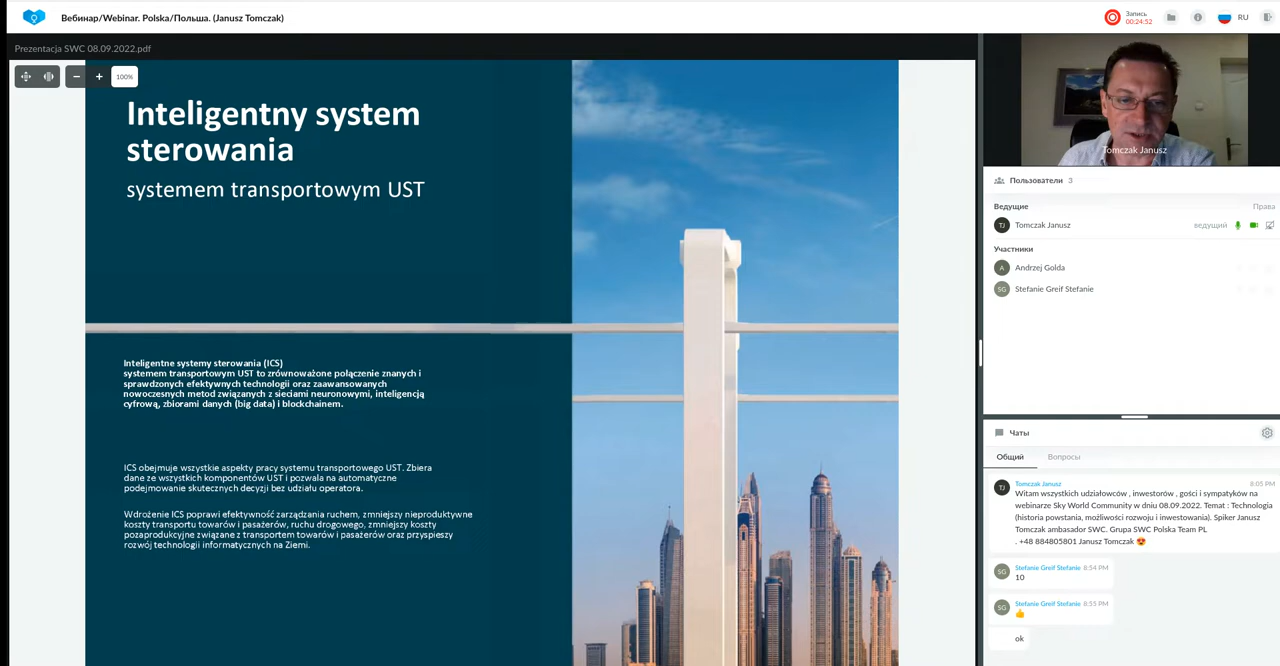 Вебинар/Webinar. Polska/Польша. (Janusz Tomczak)
Запись
00:24:52
RU
Prezentacja SWC 08.09.2022.pdf
100%
Inteligentny system
sterowania
systemem transportowym UST
Inteligentne systemy sterowania (ICS)
systemem transportowym UST to zrównoważone połączenie znanych i
sprawdzonych efektywnych technologii oraz zaawansowanych
nowoczesnych metod związanych z sieciami neuronowymi, inteligencją
cyfrową, zbiorami danych (big data) i blockchainem.
ICS obejmuje wszystkie aspekty pracy systemu transportowego UST. Zbiera
dane ze wszystkich komponentów UST i pozwala na automatyczne
podejmowanie skutecznych decyzji bez udziału operatora.
Wdrożenie ICS poprawi efektywność zarządzania ruchem, zmniejszy nieproduktywne
koszty transportu towarów i pasażerów, ruchu drogowego, zmniejszy koszty
pozaprodukcyjne związane z transportem towarów i pasażerów oraz przyspieszy
rozwój technologii informatycznych na Ziemi.
Tomczak Janusz
Пользователи 3
Ведущие Права
TJ Tomczak Janusz ведущий
Участники
A Andrzej Golda
SG Stefanie Greif Stefanie
Чаты
Общий Вопросы
TJ Tomczak Janusz 8:05 PM
Witam wszystkich udziałowców , inwestorów , gości i sympatyków na
webinarze Sky World Community w dniu 08.09.2022. Temat : Technologia
(historia powstania, możliwości rozwoju i inwestowania). Spiker Janusz
Tomczak ambasador SWC. Grupa SWC Polska Team PL
. +48 884805801 Janusz Tomczak 😍
SG Stefanie Greif Stefanie 8:54 PM
10
SG Stefanie Greif Stefanie 8:55 PM
👍
ok